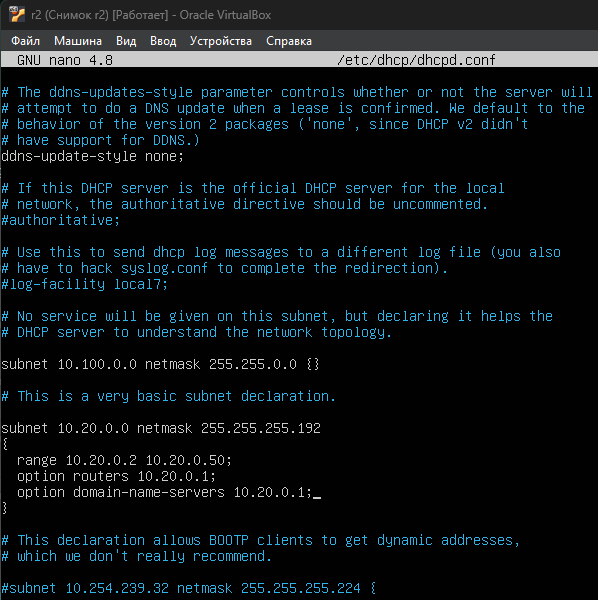 r2 (Снимок r2) [Работает] - Oracle VirtualBox
Файл Машина Вид Ввод Устройства Справка
GNU nano 4.8 /etc/dhcp/dhcpd.conf
# The ddns-updates-style parameter controls whether or not the server will
# attempt to do a DNS update when a lease is confirmed. We default to the
# behavior of the version 2 packages ('none', since DHCP v2 didn't
# have support for DDNS.)
ddns-update-style none;
# If this DHCP server is the official DHCP server for the local
# network, the authoritative directive should be uncommented.
#authoritative;
# Use this to send dhcp log messages to a different log file (you also
# have to hack syslog.conf to complete the redirection).
#log-facility local7;
# No service will be given on this subnet, but declaring it helps the
# DHCP server to understand the network topology.
subnet 10.100.0.0 netmask 255.255.0.0 {}
# This is a very basic subnet declaration.
subnet 10.20.0.0 netmask 255.255.255.192
{
range 10.20.0.2 10.20.0.50;
option routers 10.20.0.1;
option domain-name-servers 10.20.0.1;_
}
# This declaration allows BOOTP clients to get dynamic addresses,
# which we don't really recommend.
#subnet 10.254.239.32 netmask 255.255.255.224 {